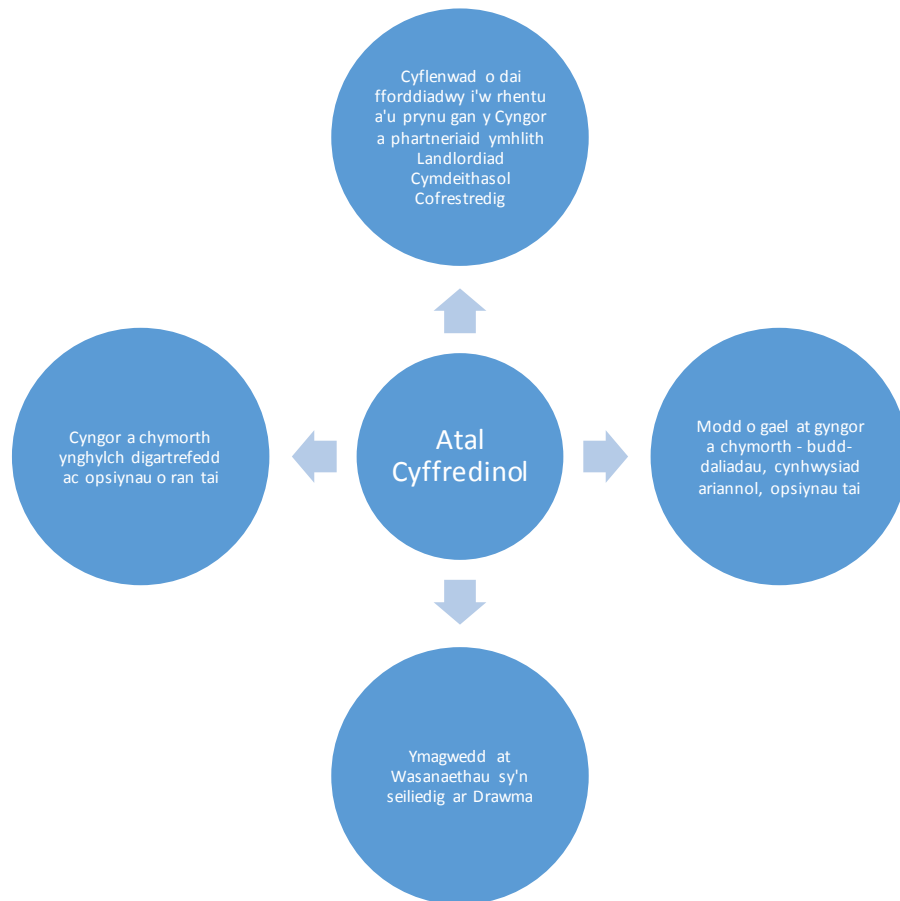 Cyflenwad o dai
fforddiadwy i'w rhentu
a'u prynu gan y Cyngor
a phartneriaid ymhlith
Landlordiad
Cymdeithasol
Cofrestredig
Cyngor a chymorth
ynghylch digartrefedd
ac opsiynau o ran tai
Atal
Cyffredinol
Modd o gael at gyngor
a chymorth - budd-
daliadau, cynhwysiad
ariannol, opsiynau tai
Ymagwedd at
Wasanaethau sy'n
seiliedig ar Drawma